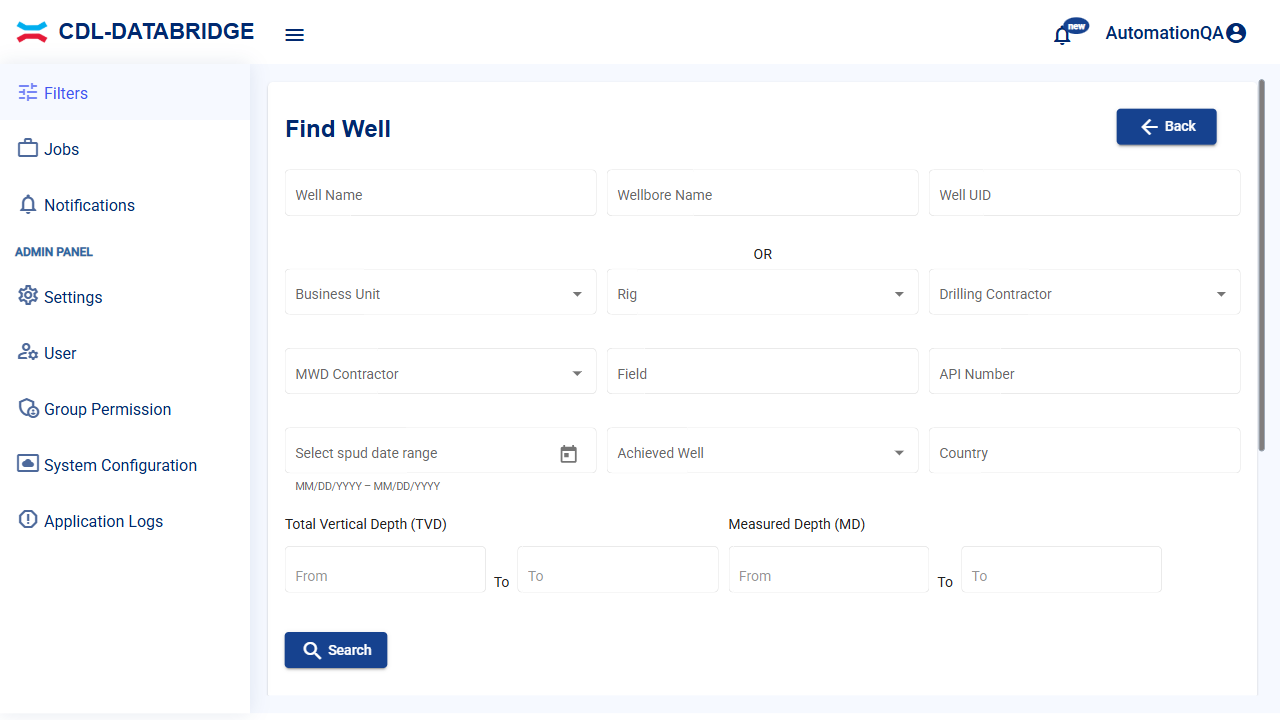 CDL-DATABRIDGE
new
AutomationQA
Filters
Jobs
Notifications
ADMIN PANEL
Settings
User
Group Permission
System Configuration
Application Logs
Find Well
Back
Well Name
Wellbore Name
Well UID
OR
Business Unit
Rig
Drilling Contractor
MWD Contractor
Field
API Number
Select spud date range
Achieved Well
Country
MM/DD/YYYY – MM/DD/YYYY
Total Vertical Depth (TVD)
Measured Depth (MD)
From
To
To
From
To
To
Search